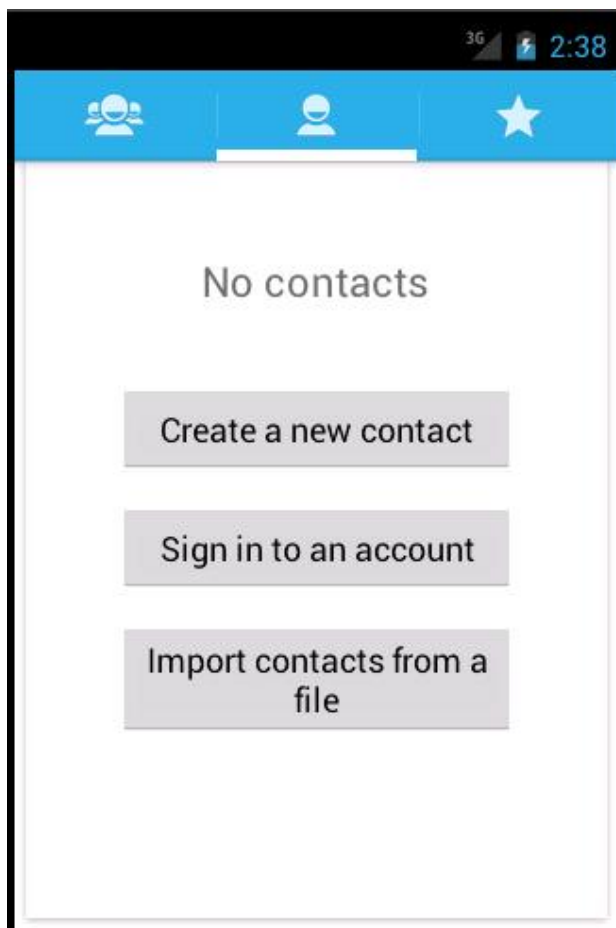 3G 2:38
No contacts
Create a new contact
Sign in to an account
Import contacts from a
file